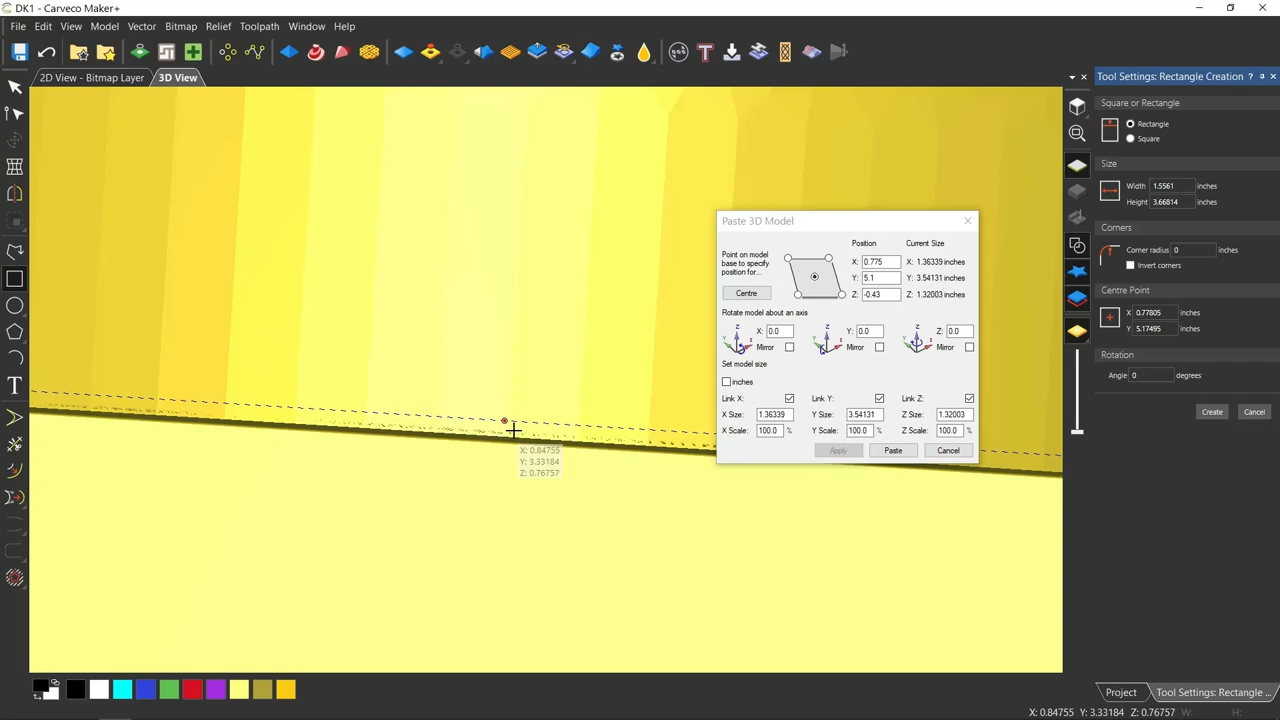 DK1 - Carveco Maker+
File Edit View Model Vector Bitmap Relief Toolpath Window Help
2D View - Bitmap Layer 3D View
Tool Settings: Rectangle Creation
Square or Rectangle
Rectangle
Square
Size
Width 1.5561 inches
Height 3.66814 inches
Corners
Corner radius 0 inches
Invert corners
Centre Point
X 0.77805 inches
Y 5.17495 inches
Rotation
Angle 0 degrees
Create Cancel
Paste 3D Model
Point on model
base to specify
position for...
Centre
Position Current Size
X: 0.775 X: 1.36339 inches
Y: 5.1 Y: 3.54131 inches
Z: -0.43 Z: 1.32003 inches
Rotate model about an axis
X: 0.0 Y: 0.0 Z: 0.0
Mirror Mirror Mirror
Set model size
inches
Link X: Link Y: Link Z:
X Size: 1.36339 Y Size: 3.54131 Z Size: 1.32003
X Scale: 100.0 % Y Scale: 100.0 % Z Scale: 100.0 %
Apply Paste Cancel
X: 0.84755
Y: 3.33184
Z: 0.76757
Project Tool Settings: Rectangle ...
X: 0.84755 Y: 3.33184 Z: 0.76757 W: H: